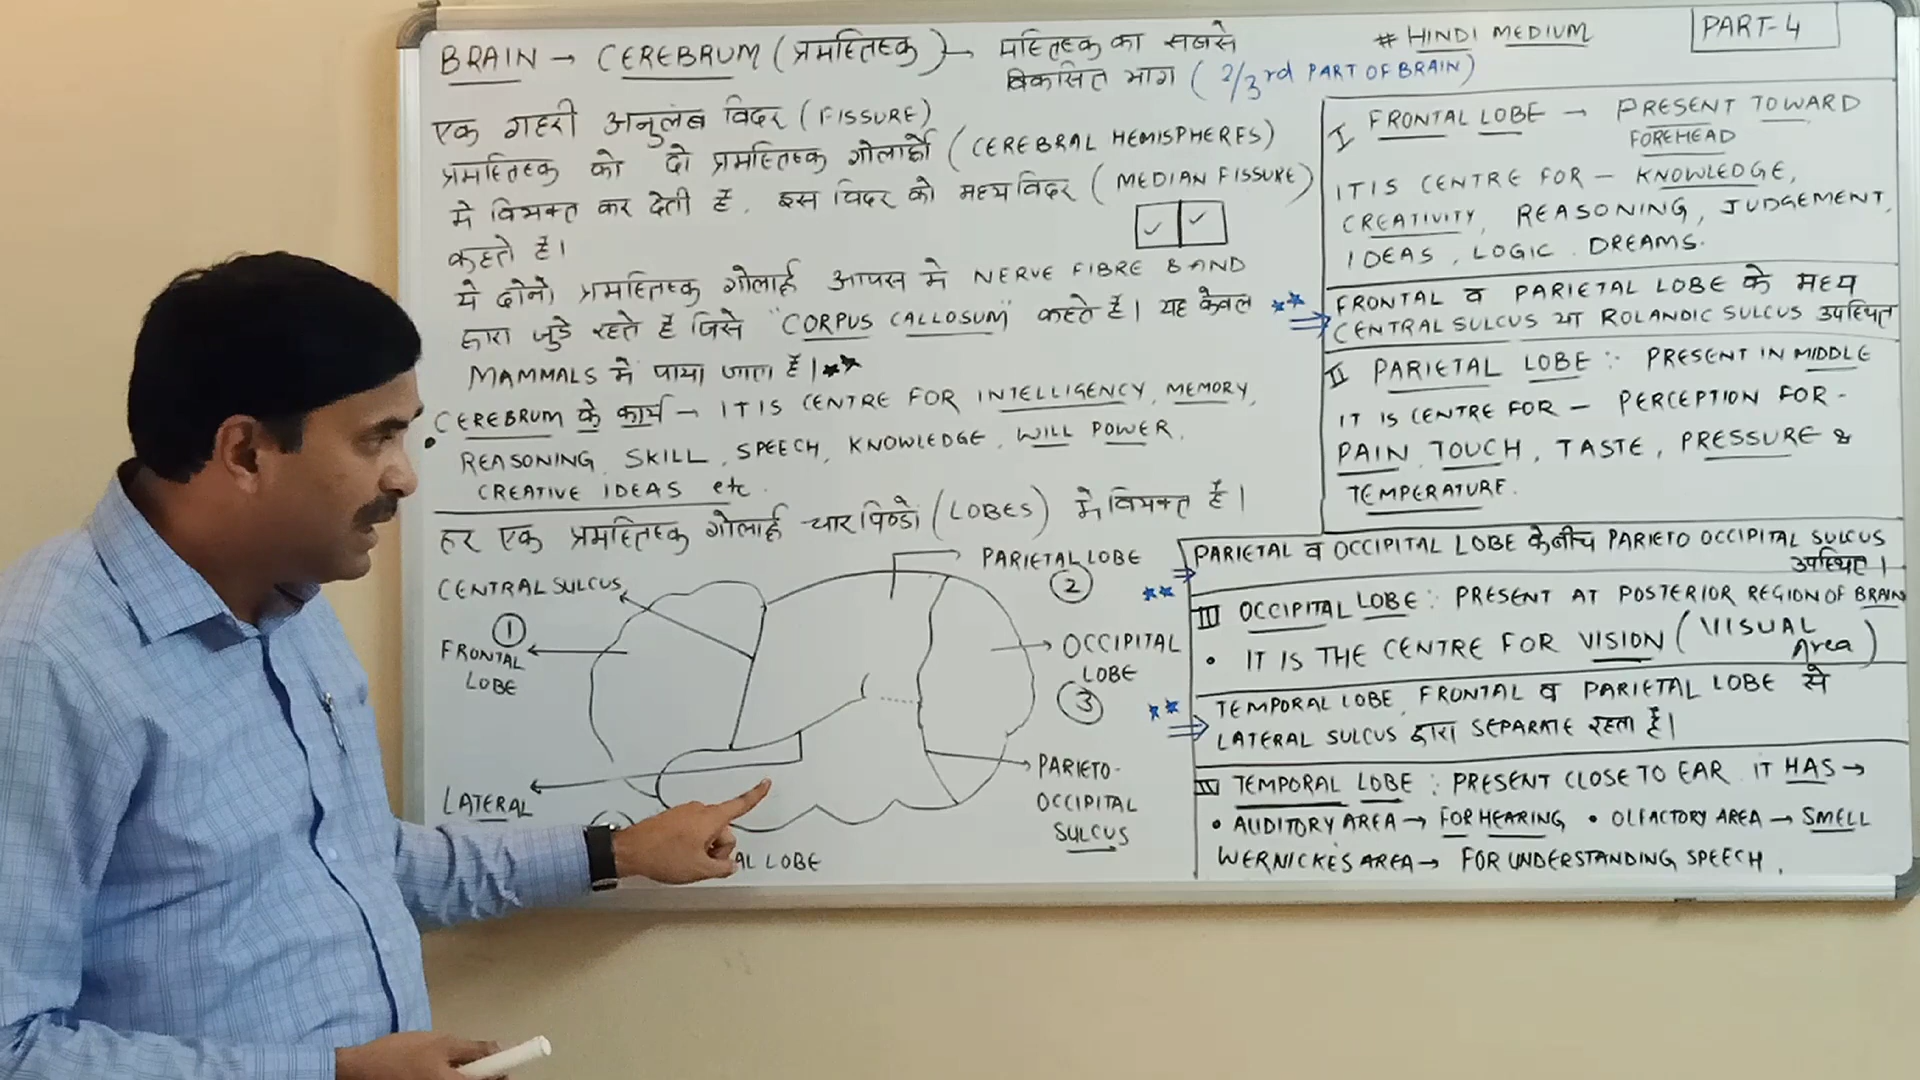 BRAIN → CEREBRUM (प्रमस्तिष्क) → मस्तिष्क का सबसे
विकसित भाग (2/3rd PART OF BRAIN)
# HINDI MEDIUM
PART-4
एक गहरी अनुलंब विदर (FISSURE)
प्रमस्तिष्क को दो प्रमस्तिष्क गोलार्धो (CEREBRAL HEMISPHERES)
मे विभक्त कर देती है. इस विदर को मध्यविदर (MEDIAN FISSURE)
कहते है।
ये दोनो प्रमस्तिष्क गोलार्द्ध आपस मे NERVE FIBRE BAND
द्वारा जुडे रहते है जिसे "CORPUS CALLOSUM" कहते है। यह केवल
MAMMALS में पाया जाता है।★★
• CEREBRUM के कार्य → IT IS CENTRE FOR INTELLIGENCY, MEMORY,
REASONING, SKILL, SPEECH, KNOWLEDGE, WILL POWER,
CREATIVE IDEAS etc.
हर एक प्रमस्तिष्क गोलार्द्ध चार पिण्डो (LOBES) मे विभक्त है।
PARIETAL LOBE
②
CENTRAL SULCUS
①
FRONTAL
LOBE
OCCIPITAL
LOBE
③
LATERAL
PARIETO-
OCCIPITAL
SULCUS
AL LOBE
I FRONTAL LOBE → PRESENT TOWARD
FOREHEAD
IT IS CENTRE FOR – KNOWLEDGE,
CREATIVITY, REASONING, JUDGEMENT,
IDEAS, LOGIC. DREAMS.
★★ ⇒ FRONTAL व PARIETAL LOBE के मध्य
CENTRAL SULCUS या ROLANDIC SULCUS उपस्थित
II PARIETAL LOBE :- PRESENT IN MIDDLE
IT IS CENTRE FOR – PERCEPTION FOR -
PAIN, TOUCH, TASTE, PRESSURE &
TEMPERATURE.
★★ ⇒ PARIETAL व OCCIPITAL LOBE के बीच PARIETO OCCIPITAL SULCUS
उपस्थित।
III OCCIPITAL LOBE : PRESENT AT POSTERIOR REGION OF BRAIN
• IT IS THE CENTRE FOR VISION (VISUAL
Area)
★★ ⇒ TEMPORAL LOBE, FRONTAL व PARIETAL LOBE से
LATERAL SULCUS द्वारा SEPARATE रहता है।
IV TEMPORAL LOBE : PRESENT CLOSE TO EAR. IT HAS →
• AUDITORY AREA → FOR HEARING • OLFACTORY AREA → SMELL
WERNICKE'S AREA → FOR UNDERSTANDING SPEECH.